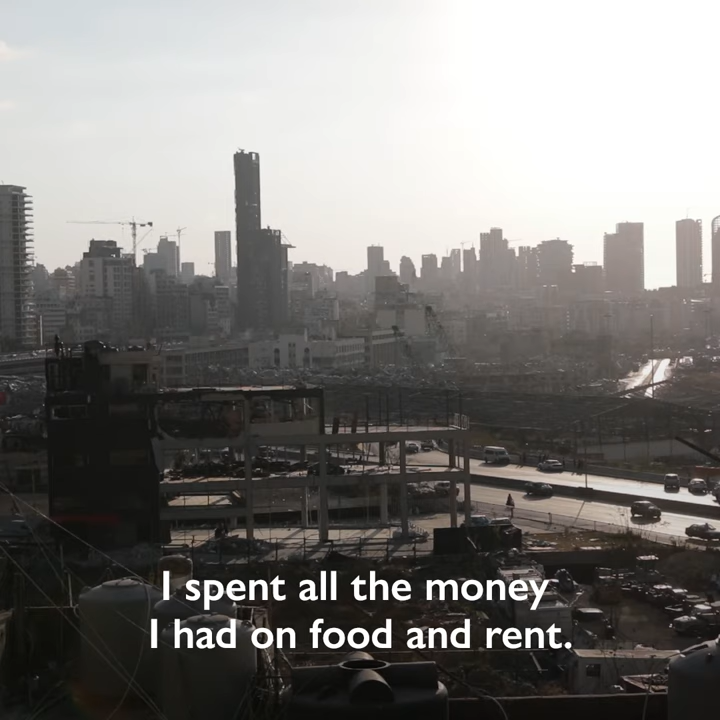 I spent all the money
I had on food and rent.